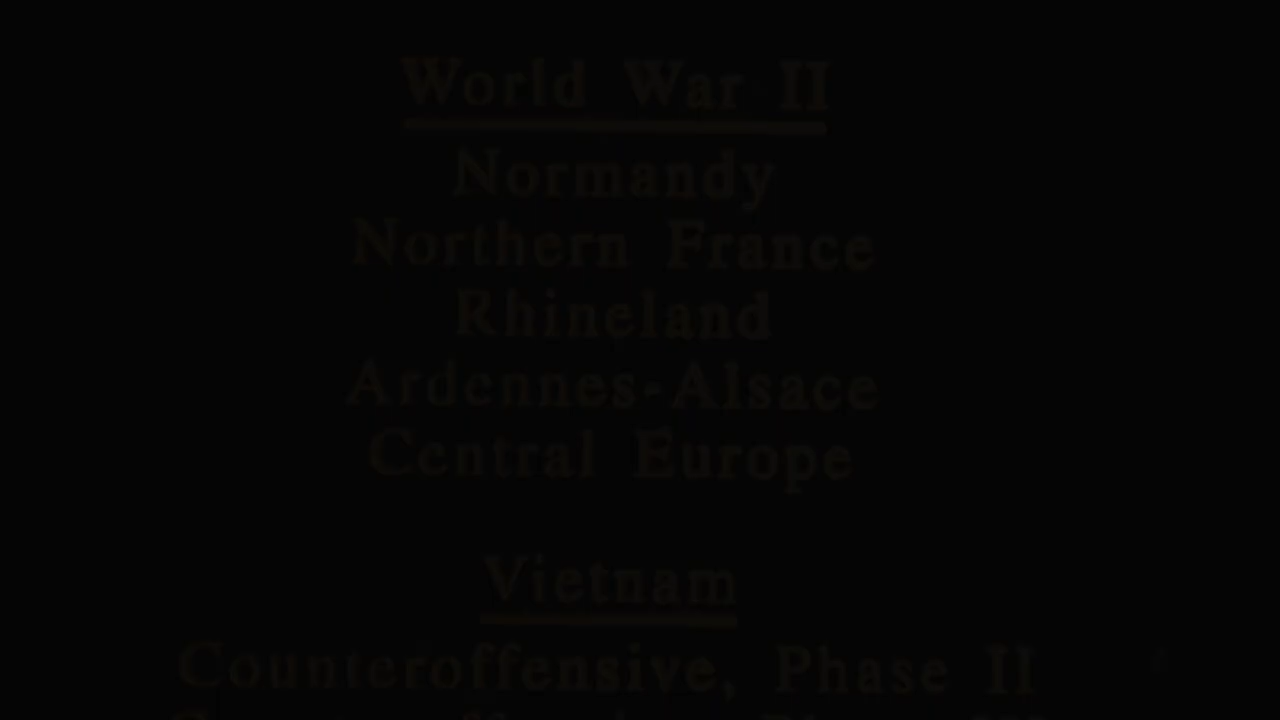 World War II
Normandy
Northern France
Rhineland
Ardennes-Alsace
Central Europe
Vietnam
Counteroffensive, Phase II